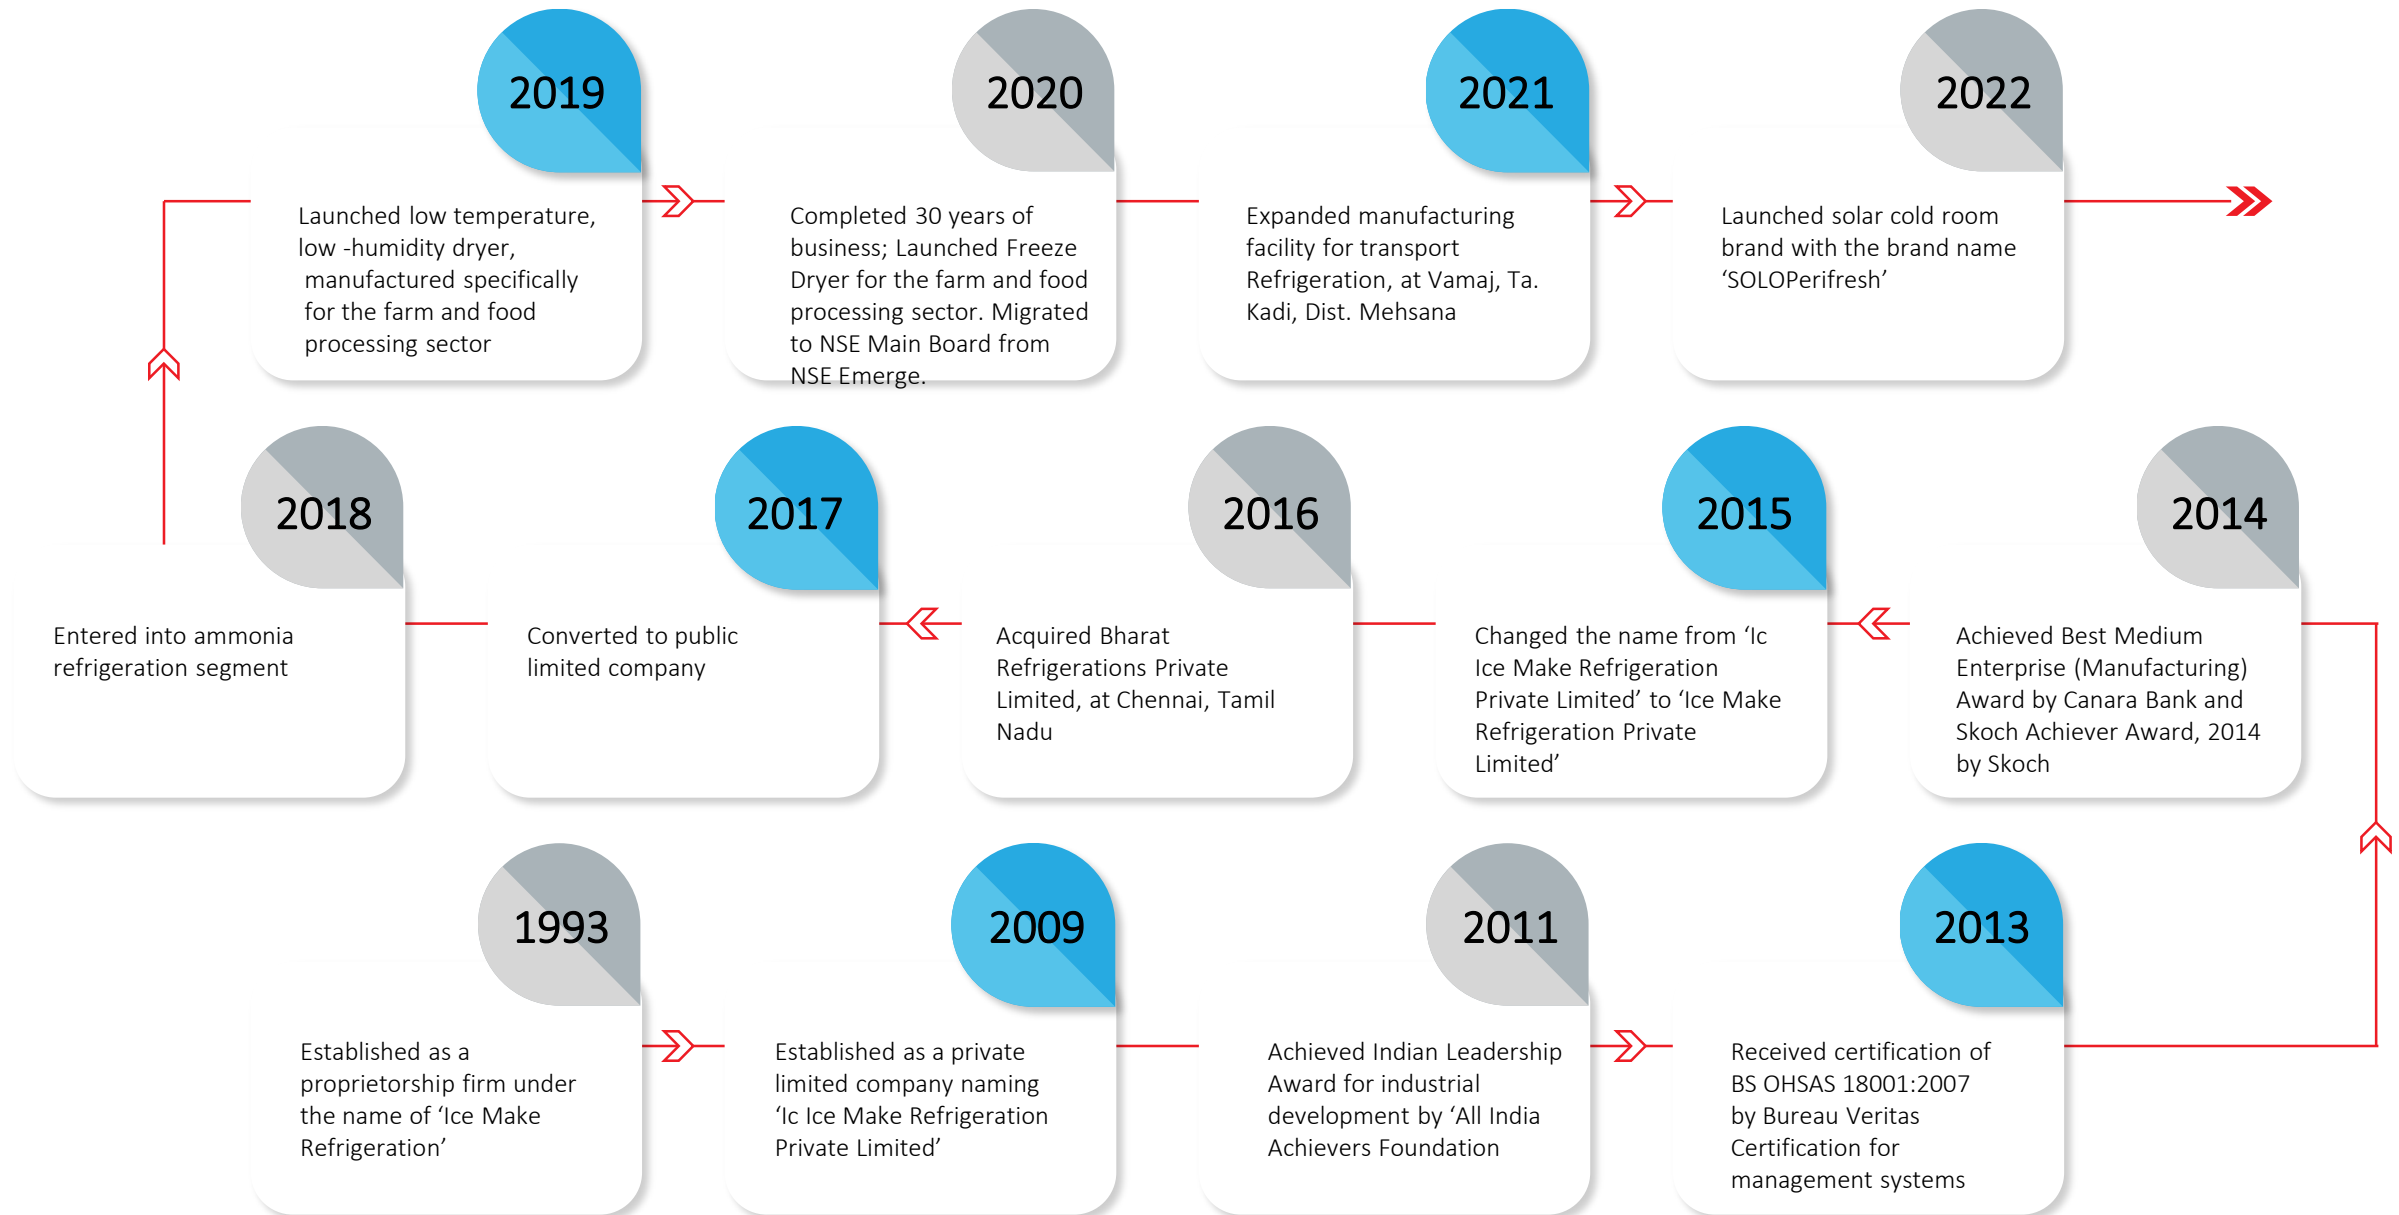 2019
Launched low temperature,
low -humidity dryer,
manufactured specifically
for the farm and food
processing sector
2020
Completed 30 years of
business; Launched Freeze
Dryer for the farm and food
processing sector. Migrated
to NSE Main Board from
NSE Emerge.
2021
Expanded manufacturing
facility for transport
Refrigeration, at Vamaj, Ta.
Kadi, Dist. Mehsana
2022
Launched solar cold room
brand with the brand name
‘SOLOPerifresh’
2018
Entered into ammonia
refrigeration segment
2017
Converted to public
limited company
2016
Acquired Bharat
Refrigerations Private
Limited, at Chennai, Tamil
Nadu
2015
Changed the name from ‘Ic
Ice Make Refrigeration
Private Limited’ to ‘Ice Make
Refrigeration Private
Limited’
2014
Achieved Best Medium
Enterprise (Manufacturing)
Award by Canara Bank and
Skoch Achiever Award, 2014
by Skoch
1993
Established as a
proprietorship firm under
the name of ‘Ice Make
Refrigeration’
2009
Established as a private
limited company naming
‘Ic Ice Make Refrigeration
Private Limited’
2011
Achieved Indian Leadership
Award for industrial
development by ‘All India
Achievers Foundation
2013
Received certification of
BS OHSAS 18001:2007
by Bureau Veritas
Certification for
management systems